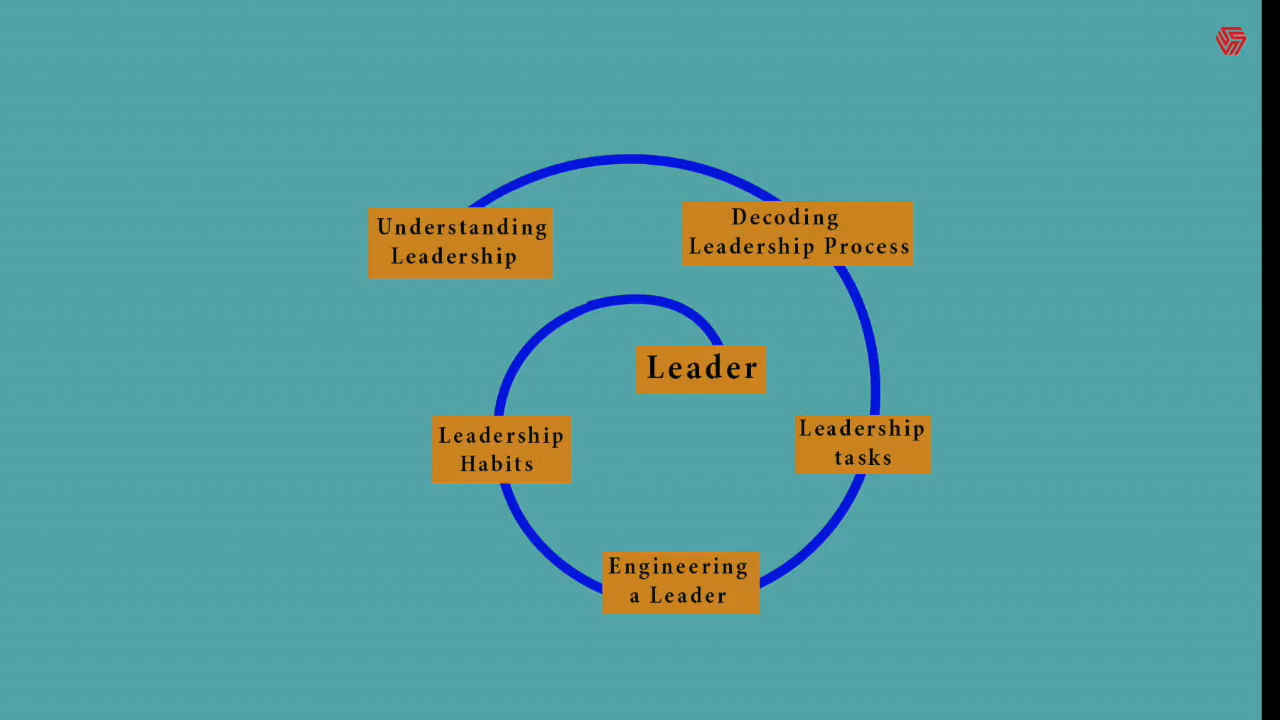 Understanding
Leadership
Decoding
Leadership Process
Leader
Leadership
tasks
Leadership
Habits
Engineering
a Leader